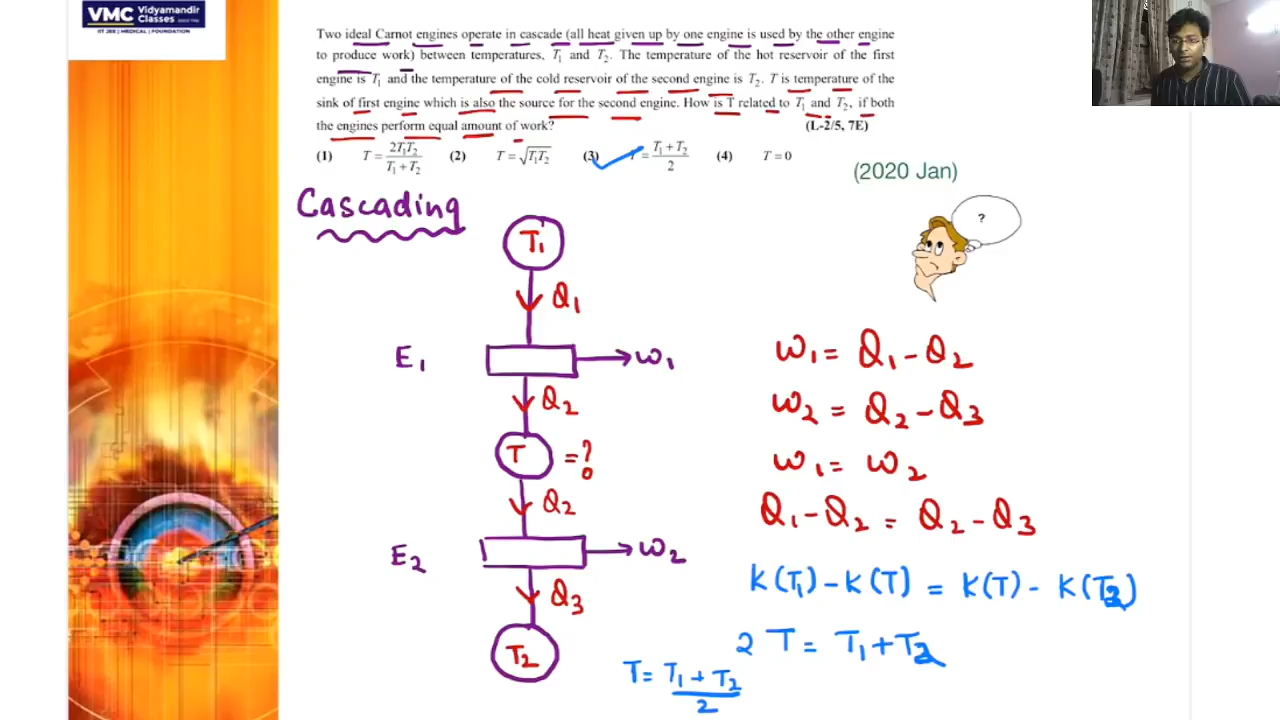 VMC Vidyamandir Classes
IIT JEE | MEDICAL | FOUNDATION
Two ideal Carnot engines operate in cascade (all heat given up by one engine is used by the other engine
to produce work) between temperatures, T₁ and T₂. The temperature of the hot reservoir of the first
engine is T₁ and the temperature of the cold reservoir of the second engine is T₂. T is temperature of the
sink of first engine which is also the source for the second engine. How is T related to T₁ and T₂, if both
the engines perform equal amount of work? (L-2/5, 7E)
(1) T = 2T₁T₂ / T₁ + T₂ (2) T = √T₁T₂ (3) T = T₁ + T₂ / 2 (4) T = 0
(2020 Jan)
Cascading
?
T₁
Q₁
E₁
W₁
Q₂
T = ?
Q₂
E₂
W₂
Q₃
T₂
W₁ = Q₁ - Q₂
W₂ = Q₂ - Q₃
W₁ = W₂
Q₁ - Q₂ = Q₂ - Q₃
K(T₁) - K(T) = K(T) - K(T₂)
2T = T₁ + T₂
T = T₁ + T₂ / 2